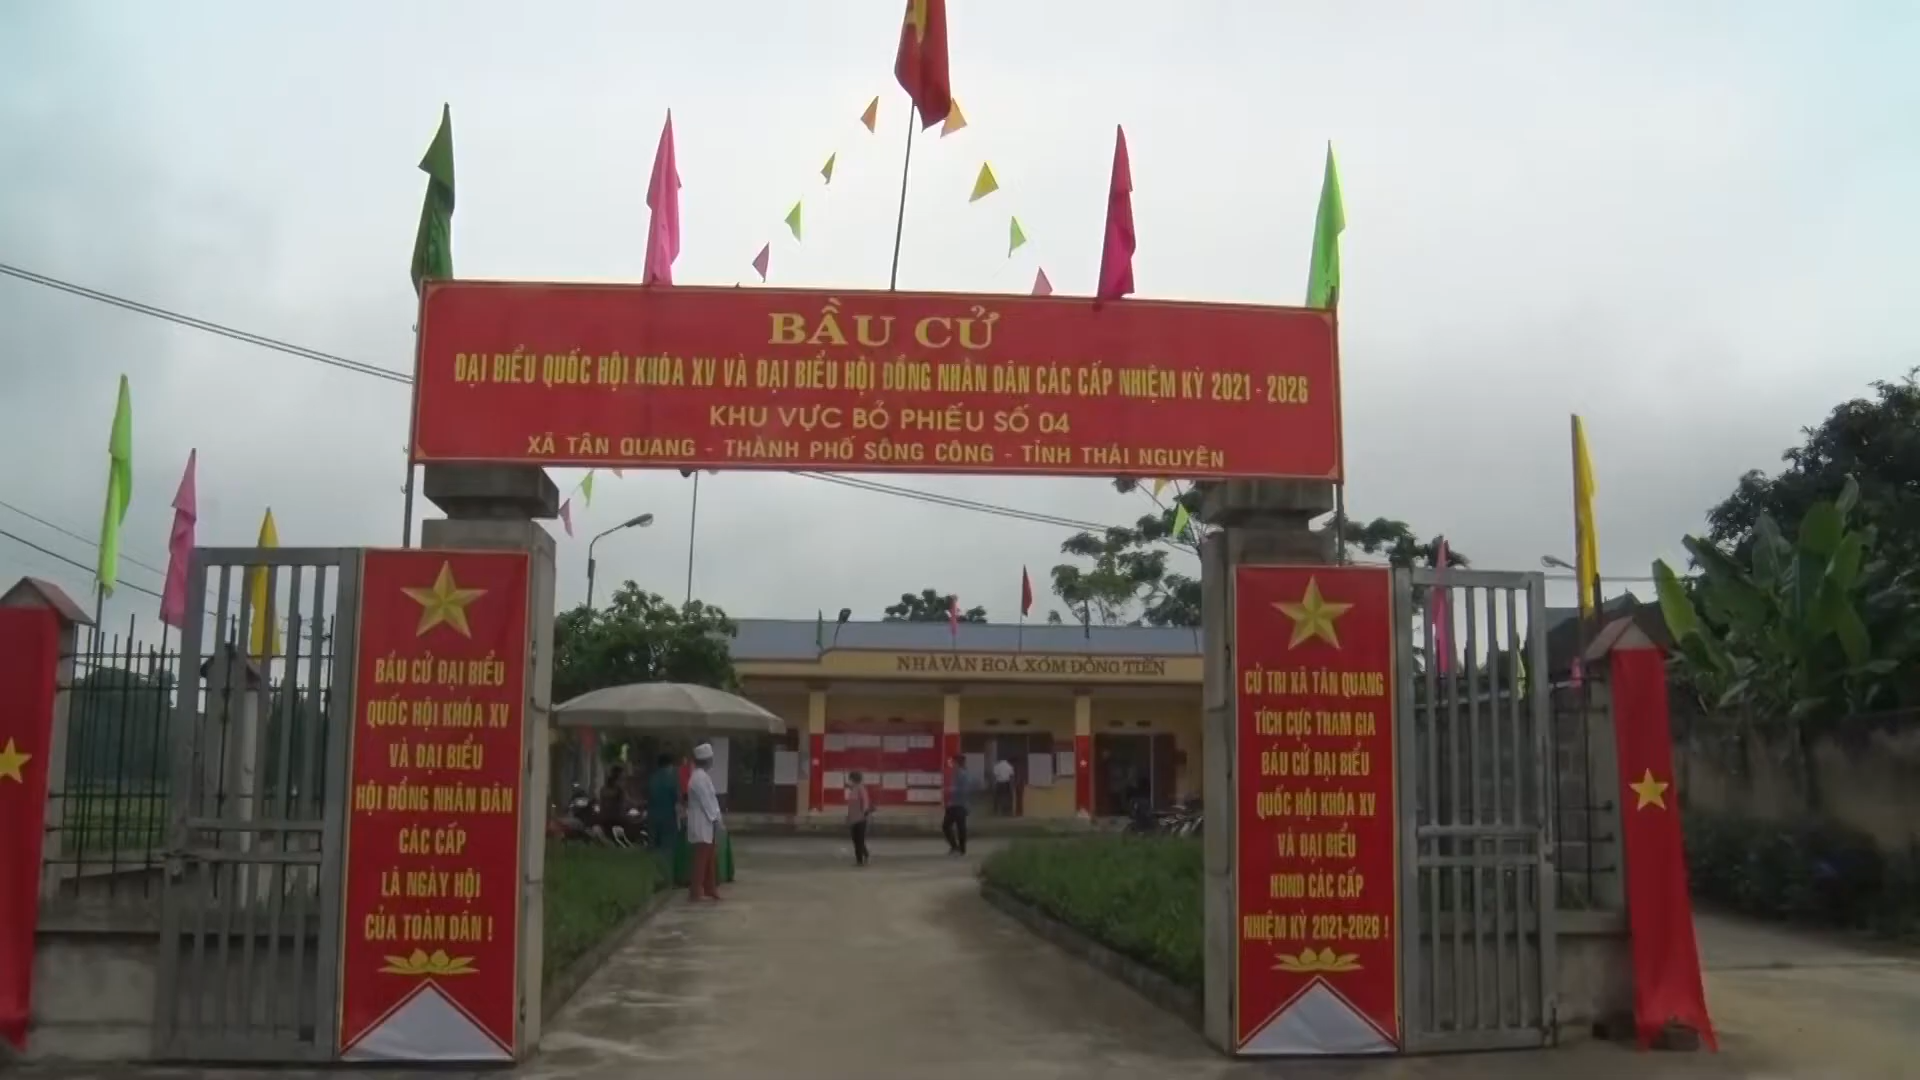 BẦU CỬ
ĐẠI BIỂU QUỐC HỘI KHÓA XV VÀ ĐẠI BIỂU HỘI ĐỒNG NHÂN DÂN CÁC CẤP NHIỆM KỲ 2021 - 2026
KHU VỰC BỎ PHIẾU SỐ 04
XÃ TÂN QUANG - THÀNH PHỐ SÔNG CÔNG - TỈNH THÁI NGUYÊN
NHÀ VĂN HOÁ XÓM ĐỒNG TIẾN
BẦU CỬ ĐẠI BIỂU
QUỐC HỘI KHÓA XV
VÀ ĐẠI BIỂU
HỘI ĐỒNG NHÂN DÂN
CÁC CẤP
LÀ NGÀY HỘI
CỦA TOÀN DÂN !
CỬ TRI XÃ TÂN QUANG
TÍCH CỰC THAM GIA
BẦU CỬ ĐẠI BIỂU
QUỐC HỘI KHÓA XV
VÀ ĐẠI BIỂU
HĐND CÁC CẤP
NHIỆM KỲ 2021-2026 !